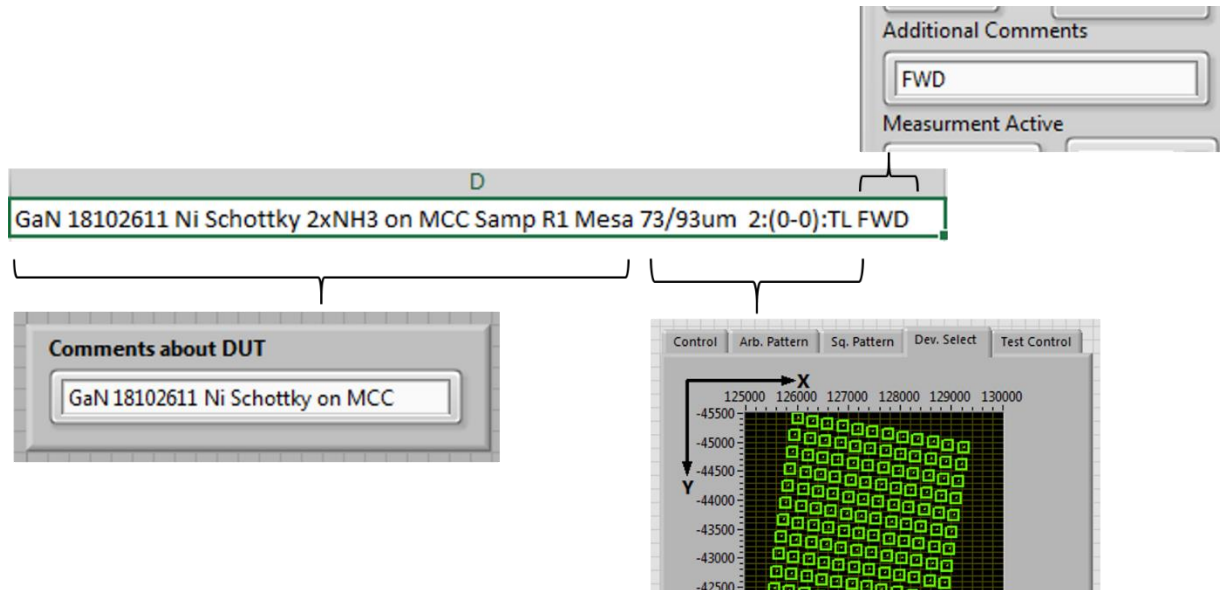 Additional Comments
FWD
Measurment Active
D
GaN 18102611 Ni Schottky 2xNH3 on MCC Samp R1 Mesa 73/93um 2:(0-0):TL FWD
Comments about DUT
GaN 18102611 Ni Schottky on MCC
Control Arb. Pattern Sq. Pattern Dev. Select Test Control
X
125000 126000 127000 128000 129000 130000
-45500
-45000
-44500
Y
-44000
-43500
-43000
-42500